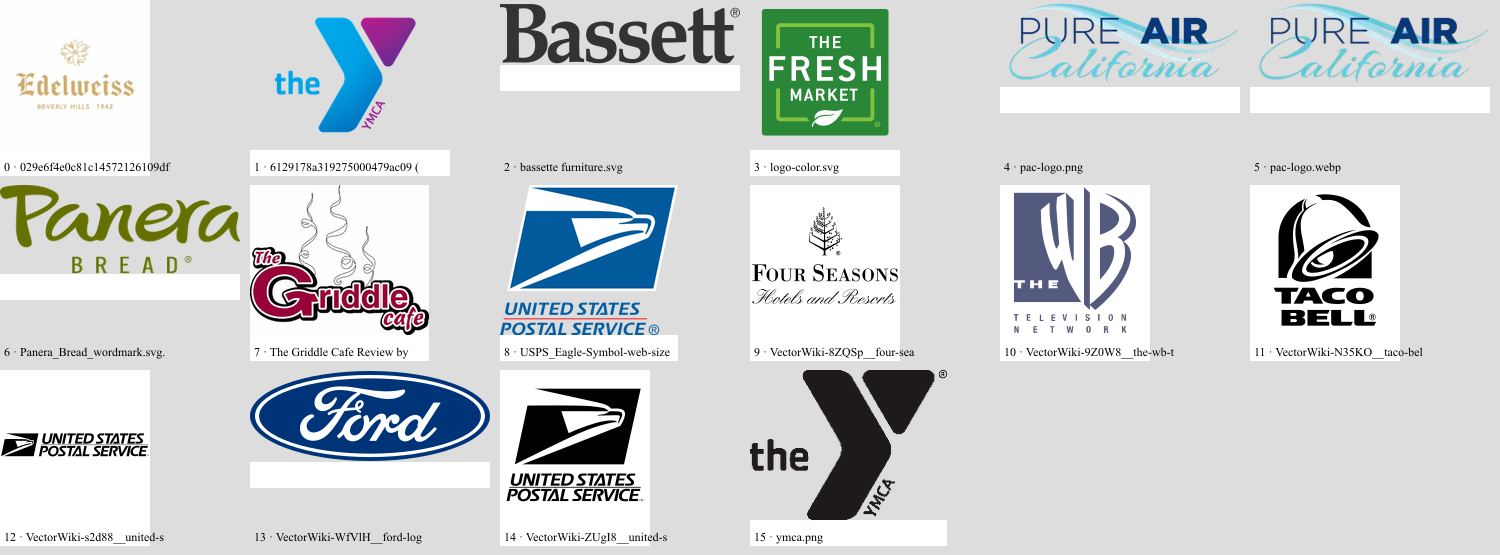 Edelweiss
BEVERLY HILLS 1942
0 · 029e6f4e0c81c14572126109df
the
YMCA
1 · 6129178a319275000479ac09 (
Bassett®
2 · bassette furniture.svg
THE
FRESH
MARKET
®
3 · logo-color.svg
PURE AIR
California
4 · pac-logo.png
PURE AIR
California
5 · pac-logo.webp
Panera
BREAD®
6 · Panera_Bread_wordmark.svg.
The
Griddle
cafe
7 · The Griddle Cafe Review by
UNITED STATES
POSTAL SERVICE®
8 · USPS_Eagle-Symbol-web-size
®
FOUR SEASONS
Hotels and Resorts
9 · VectorWiki-8ZQSp__four-sea
THE
WB
TELEVISION
NETWORK
10 · VectorWiki-9Z0W8__the-wb-t
TACO
BELL®
11 · VectorWiki-N35KO__taco-bel
UNITED STATES
POSTAL SERVICE
12 · VectorWiki-s2d88__united-s
Ford
13 · VectorWiki-WfVlH__ford-log
UNITED STATES
POSTAL SERVICE
14 · VectorWiki-ZUgI8__united-s
®
the
YMCA
15 · ymca.png